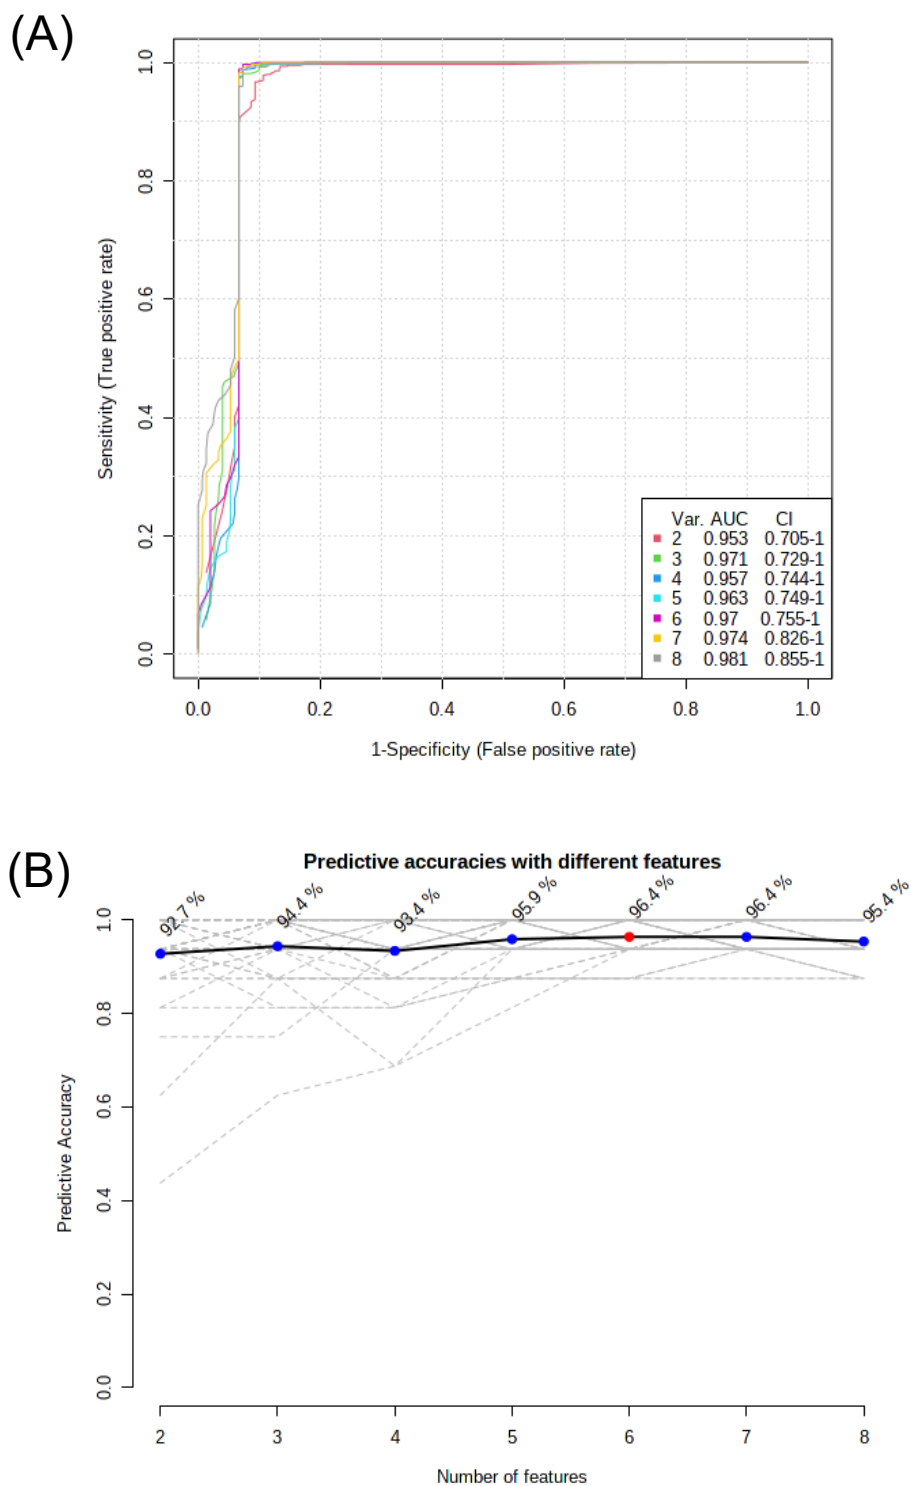 (A)
1.0
0.8
0.6
0.4
0.2
0.0
Sensitivity (True positive rate)
Var. AUC CI
2 0.953 0.705-1
3 0.971 0.729-1
4 0.957 0.744-1
5 0.963 0.749-1
6 0.97 0.755-1
7 0.974 0.826-1
8 0.981 0.855-1
0.0 0.2 0.4 0.6 0.8 1.0
1-Specificity (False positive rate)
(B)
Predictive accuracies with different features
92.7 % 94.4 % 93.4 % 95.9 % 96.4 % 96.4 % 95.4 %
1.0
0.8
0.6
0.4
0.2
0.0
Predictive Accuracy
2 3 4 5 6 7 8
Number of features